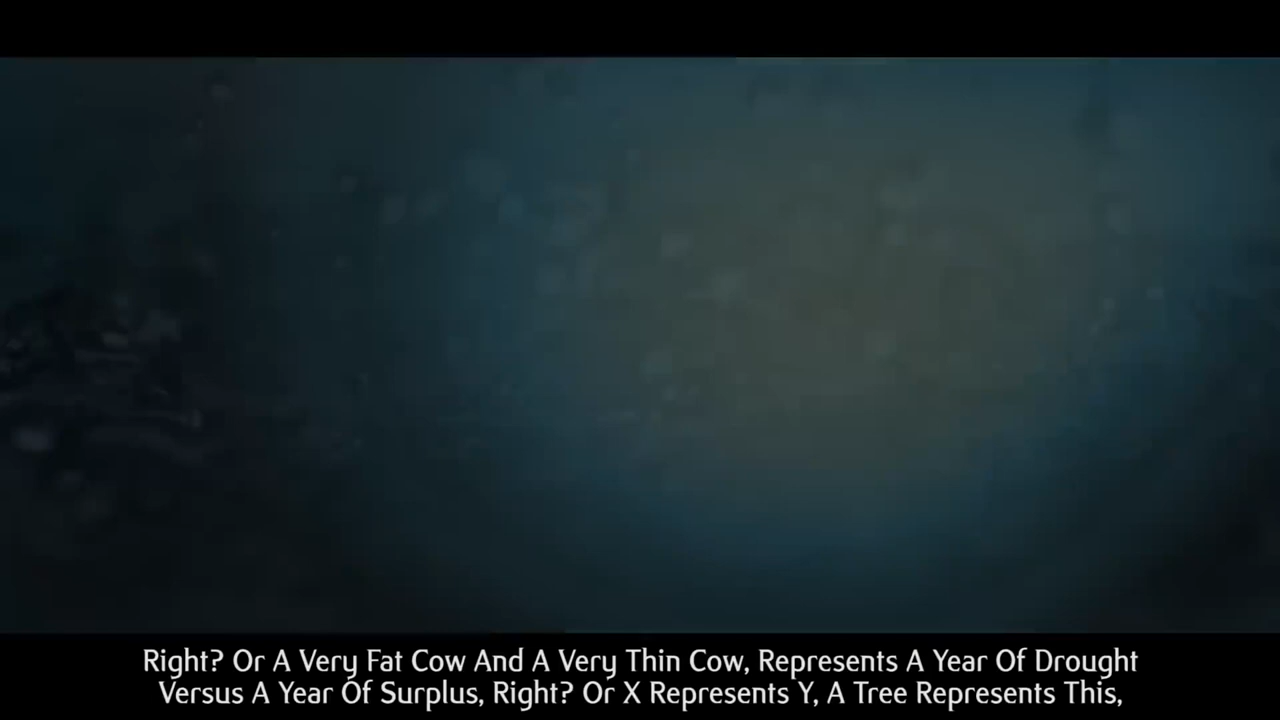 Right? Or A Very Fat Cow And A Very Thin Cow, Represents A Year Of Drought
Versus A Year Of Surplus, Right? Or X Represents Y, A Tree Represents This,